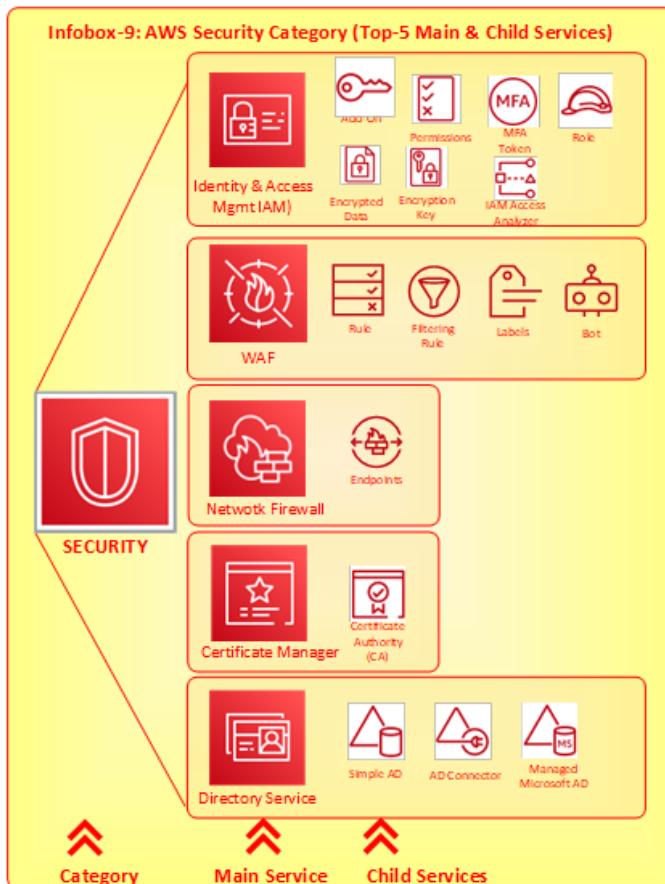 Infobox-9: AWS Security Category (Top-5 Main & Child Services)
Add-On
Permissions
MFA
MFA
Token
Role
Identity & Access
Mgmt IAM)
Encrypted
Data
Encryption
Key
IAM Access
Analyzer
WAF
Rule
Filtering
Rule
Labels
Bot
SECURITY
Netwotk Firewall
Endpoints
Certificate Manager
Certificate
Authority
(CA)
Directory Service
Simple AD
AD Connector
MS
Managed
Microsoft AD
Category
Main Service
Child Services